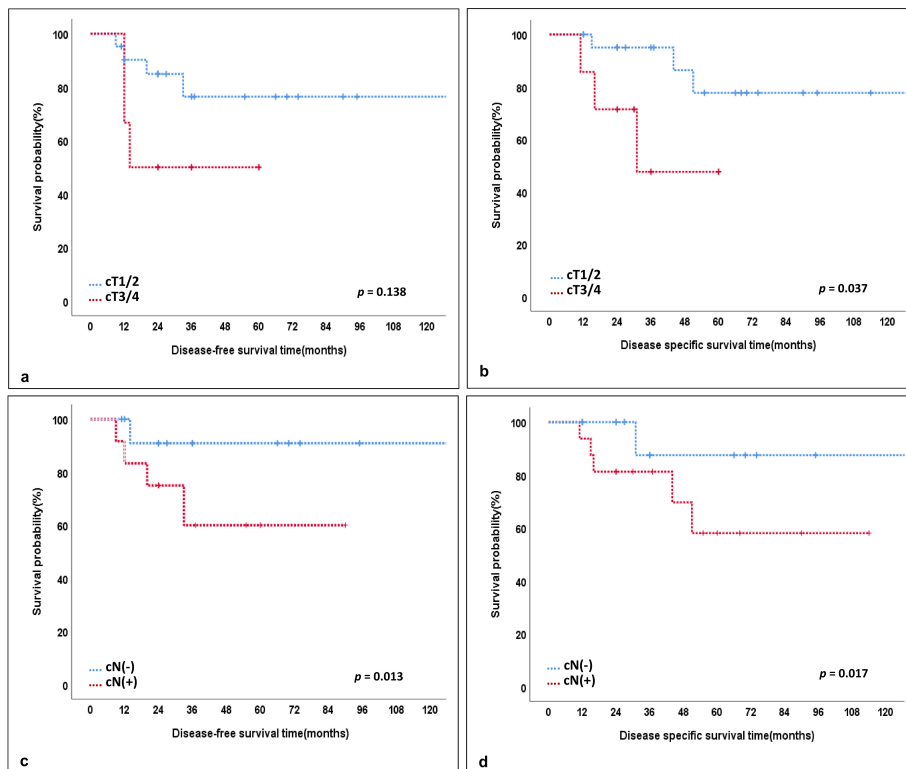 100
80
60
40
20
0
Survival probability(%)
cT1/2
cT3/4
p = 0.138
0 12 24 36 48 60 72 84 96 108 120
Disease-free survival time(months)
a
100
80
60
40
20
0
Survival probability(%)
cT1/2
cT3/4
p = 0.037
0 12 24 36 48 60 72 84 96 108 120
Disease specific survival time(months)
b
100
80
60
40
20
0
Survival probability(%)
cN(-)
cN(+)
p = 0.013
0 12 24 36 48 60 72 84 96 108 120
Disease-free survival time(months)
c
100
80
60
40
20
0
Survival probability(%)
cN(-)
cN(+)
p = 0.017
0 12 24 36 48 60 72 84 96 108 120
Disease specific survival time(months)
d